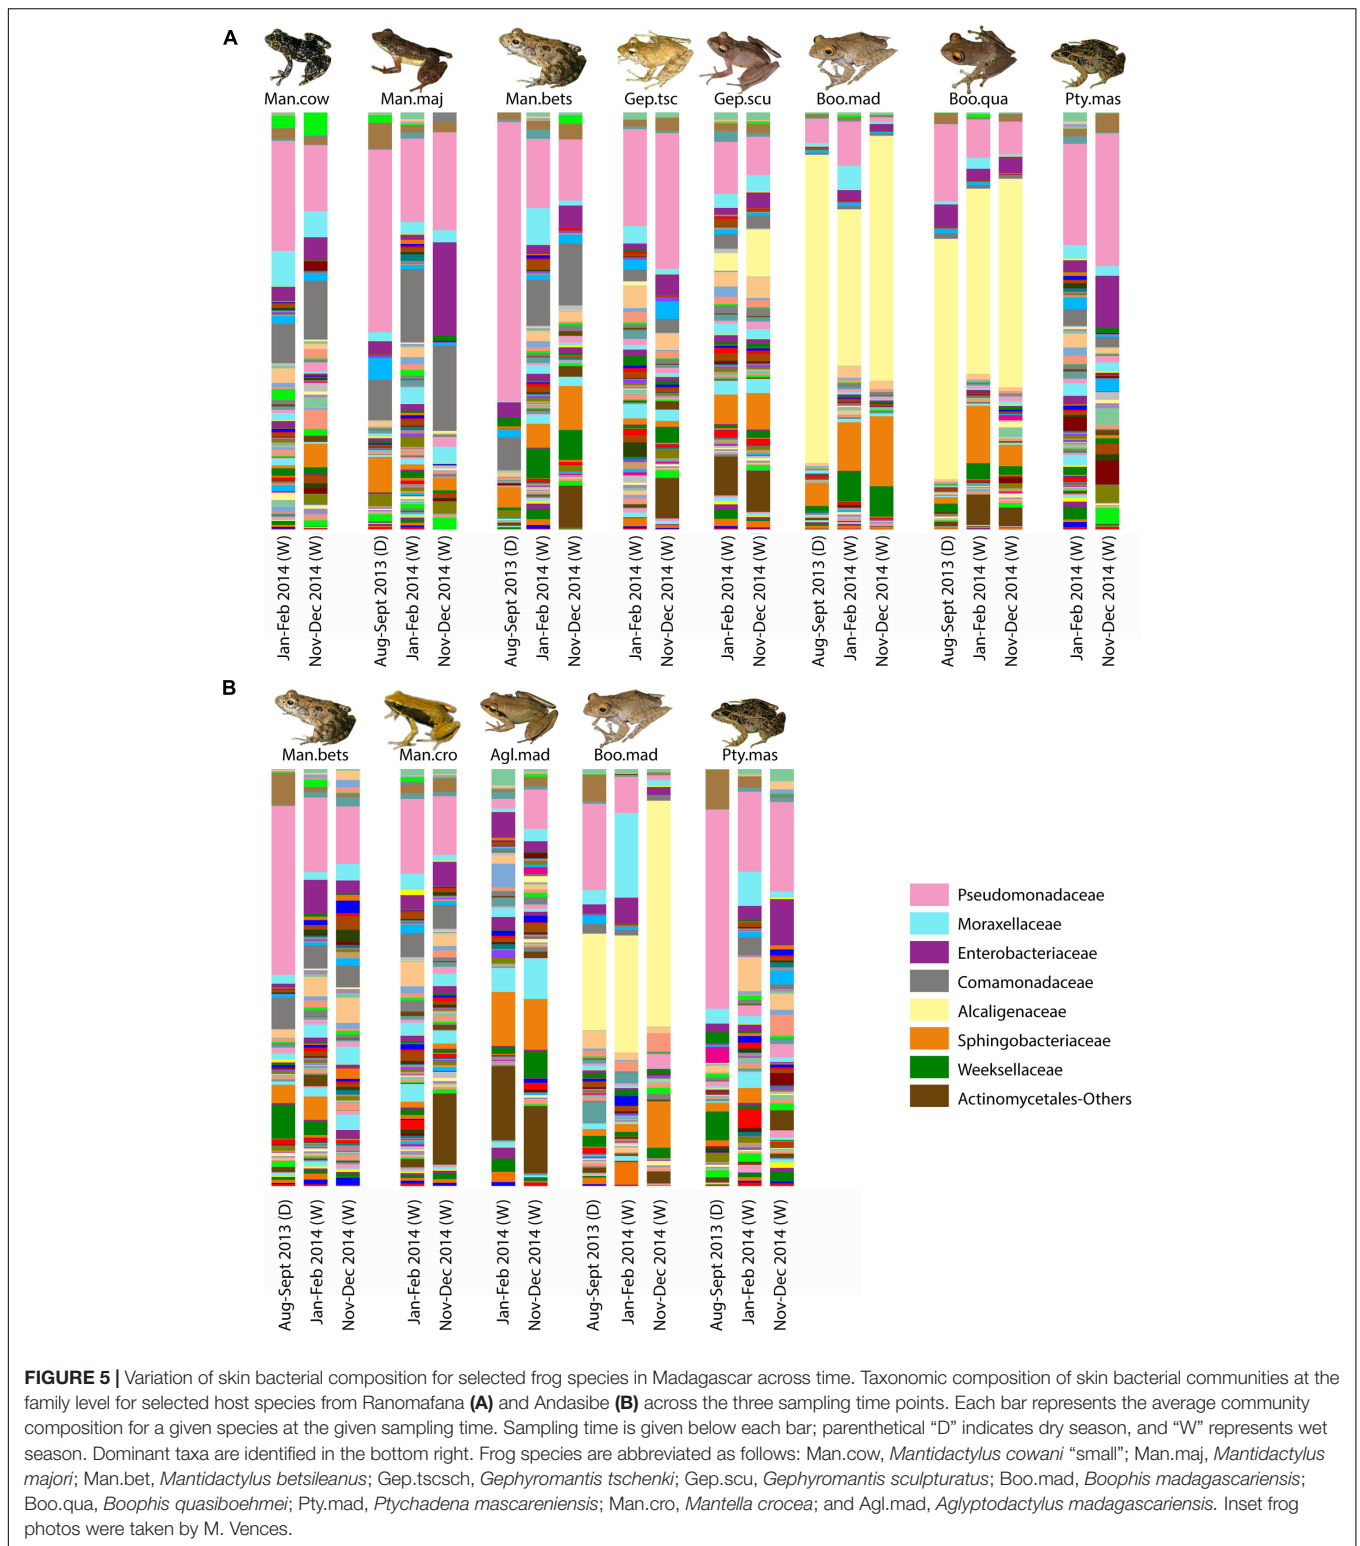 A
Man.cow Man.maj Man.bets Gep.tsc Gep.scu Boo.mad Boo.qua Pty.mas
Jan-Feb 2014 (W)
Nov-Dec 2014 (W)
Aug-Sept 2013 (D)
Jan-Feb 2014 (W)
Nov-Dec 2014 (W)
Aug-Sept 2013 (D)
Jan-Feb 2014 (W)
Nov-Dec 2014 (W)
Jan-Feb 2014 (W)
Nov-Dec 2014 (W)
Jan-Feb 2014 (W)
Nov-Dec 2014 (W)
Aug-Sept 2013 (D)
Jan-Feb 2014 (W)
Nov-Dec 2014 (W)
Aug-Sept 2013 (D)
Jan-Feb 2014 (W)
Nov-Dec 2014 (W)
Jan-Feb 2014 (W)
Nov-Dec 2014 (W)
B
Man.bets Man.cro Agl.mad Boo.mad Pty.mas
Aug-Sept 2013 (D)
Jan-Feb 2014 (W)
Nov-Dec 2014 (W)
Jan-Feb 2014 (W)
Nov-Dec 2014 (W)
Jan-Feb 2014 (W)
Nov-Dec 2014 (W)
Aug-Sept 2013 (D)
Jan-Feb 2014 (W)
Nov-Dec 2014 (W)
Aug-Sept 2013 (D)
Jan-Feb 2014 (W)
Nov-Dec 2014 (W)
Pseudomonadaceae
Moraxellaceae
Enterobacteriaceae
Comamonadaceae
Alcaligenaceae
Sphingobacteriaceae
Weeksellaceae
Actinomycetales-Others
FIGURE 5 | Variation of skin bacterial composition for selected frog species in Madagascar across time. Taxonomic composition of skin bacterial communities at the
family level for selected host species from Ranomafana (A) and Andasibe (B) across the three sampling time points. Each bar represents the average community
composition for a given species at the given sampling time. Sampling time is given below each bar; parenthetical “D” indicates dry season, and “W” represents wet
season. Dominant taxa are identified in the bottom right. Frog species are abbreviated as follows: Man.cow, Mantidactylus cowani “small”; Man.maj, Mantidactylus
majori; Man.bet, Mantidactylus betsileanus; Gep.tscsch, Gephyromantis tschenki; Gep.scu, Gephyromantis sculpturatus; Boo.mad, Boophis madagascariensis;
Boo.qua, Boophis quasiboehmei; Pty.mad, Ptychadena mascareniensis; Man.cro, Mantella crocea; and Agl.mad, Aglyptodactylus madagascariensis. Inset frog
photos were taken by M. Vences.